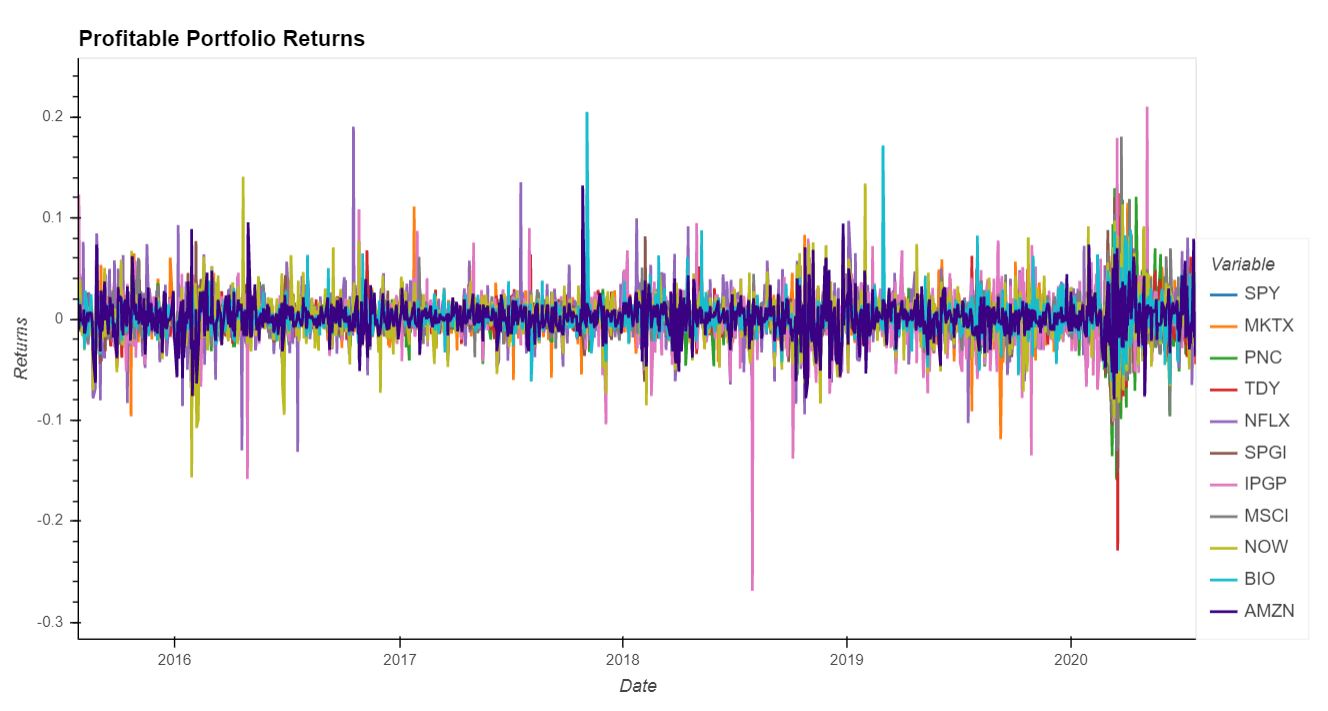 Profitable Portfolio Returns
0.2
0.1
0
-0.1
-0.2
-0.3
Returns
2016
2017
2018
2019
2020
Date
Variable
SPY
MKTX
PNC
TDY
NFLX
SPGI
IPGP
MSCI
NOW
BIO
AMZN